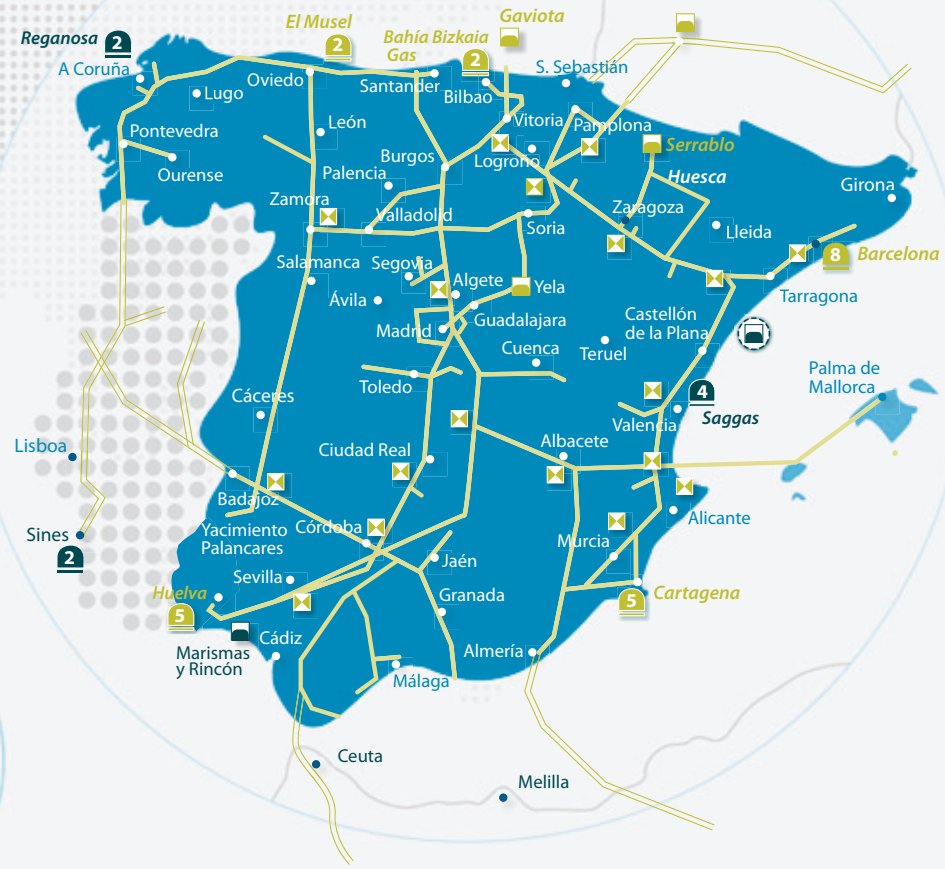 Gaviota
El Musel
2
Reganosa 2
Bahía Bizkaia
Gas
2
A Coruña
Oviedo
Santander
Bilbao
S. Sebastián
Lugo
León
Vitoria
Pamplona
Pontevedra
Ourense
Burgos
Palencia
Logroño
Serrablo
Huesca
Girona
Zamora
Valladolid
Soria
Zaragoza
Lleida
8 Barcelona
Salamanca
Segovia
Ávila
Algete
Yela
Tarragona
Madrid
Guadalajara
Castellón
de la Plana
Cuenca
Teruel
Toledo
Palma de
Mallorca
Cáceres
4
Saggas
Valencia
Lisboa
Ciudad Real
Albacete
Badajoz
Alicante
Sines
2
Yacimiento
Palancares
Córdoba
Murcia
Jaén
Sevilla
Huelva
5
Granada
5 Cartagena
Marismas
y Rincón
Cádiz
Almería
Málaga
Ceuta
Melilla